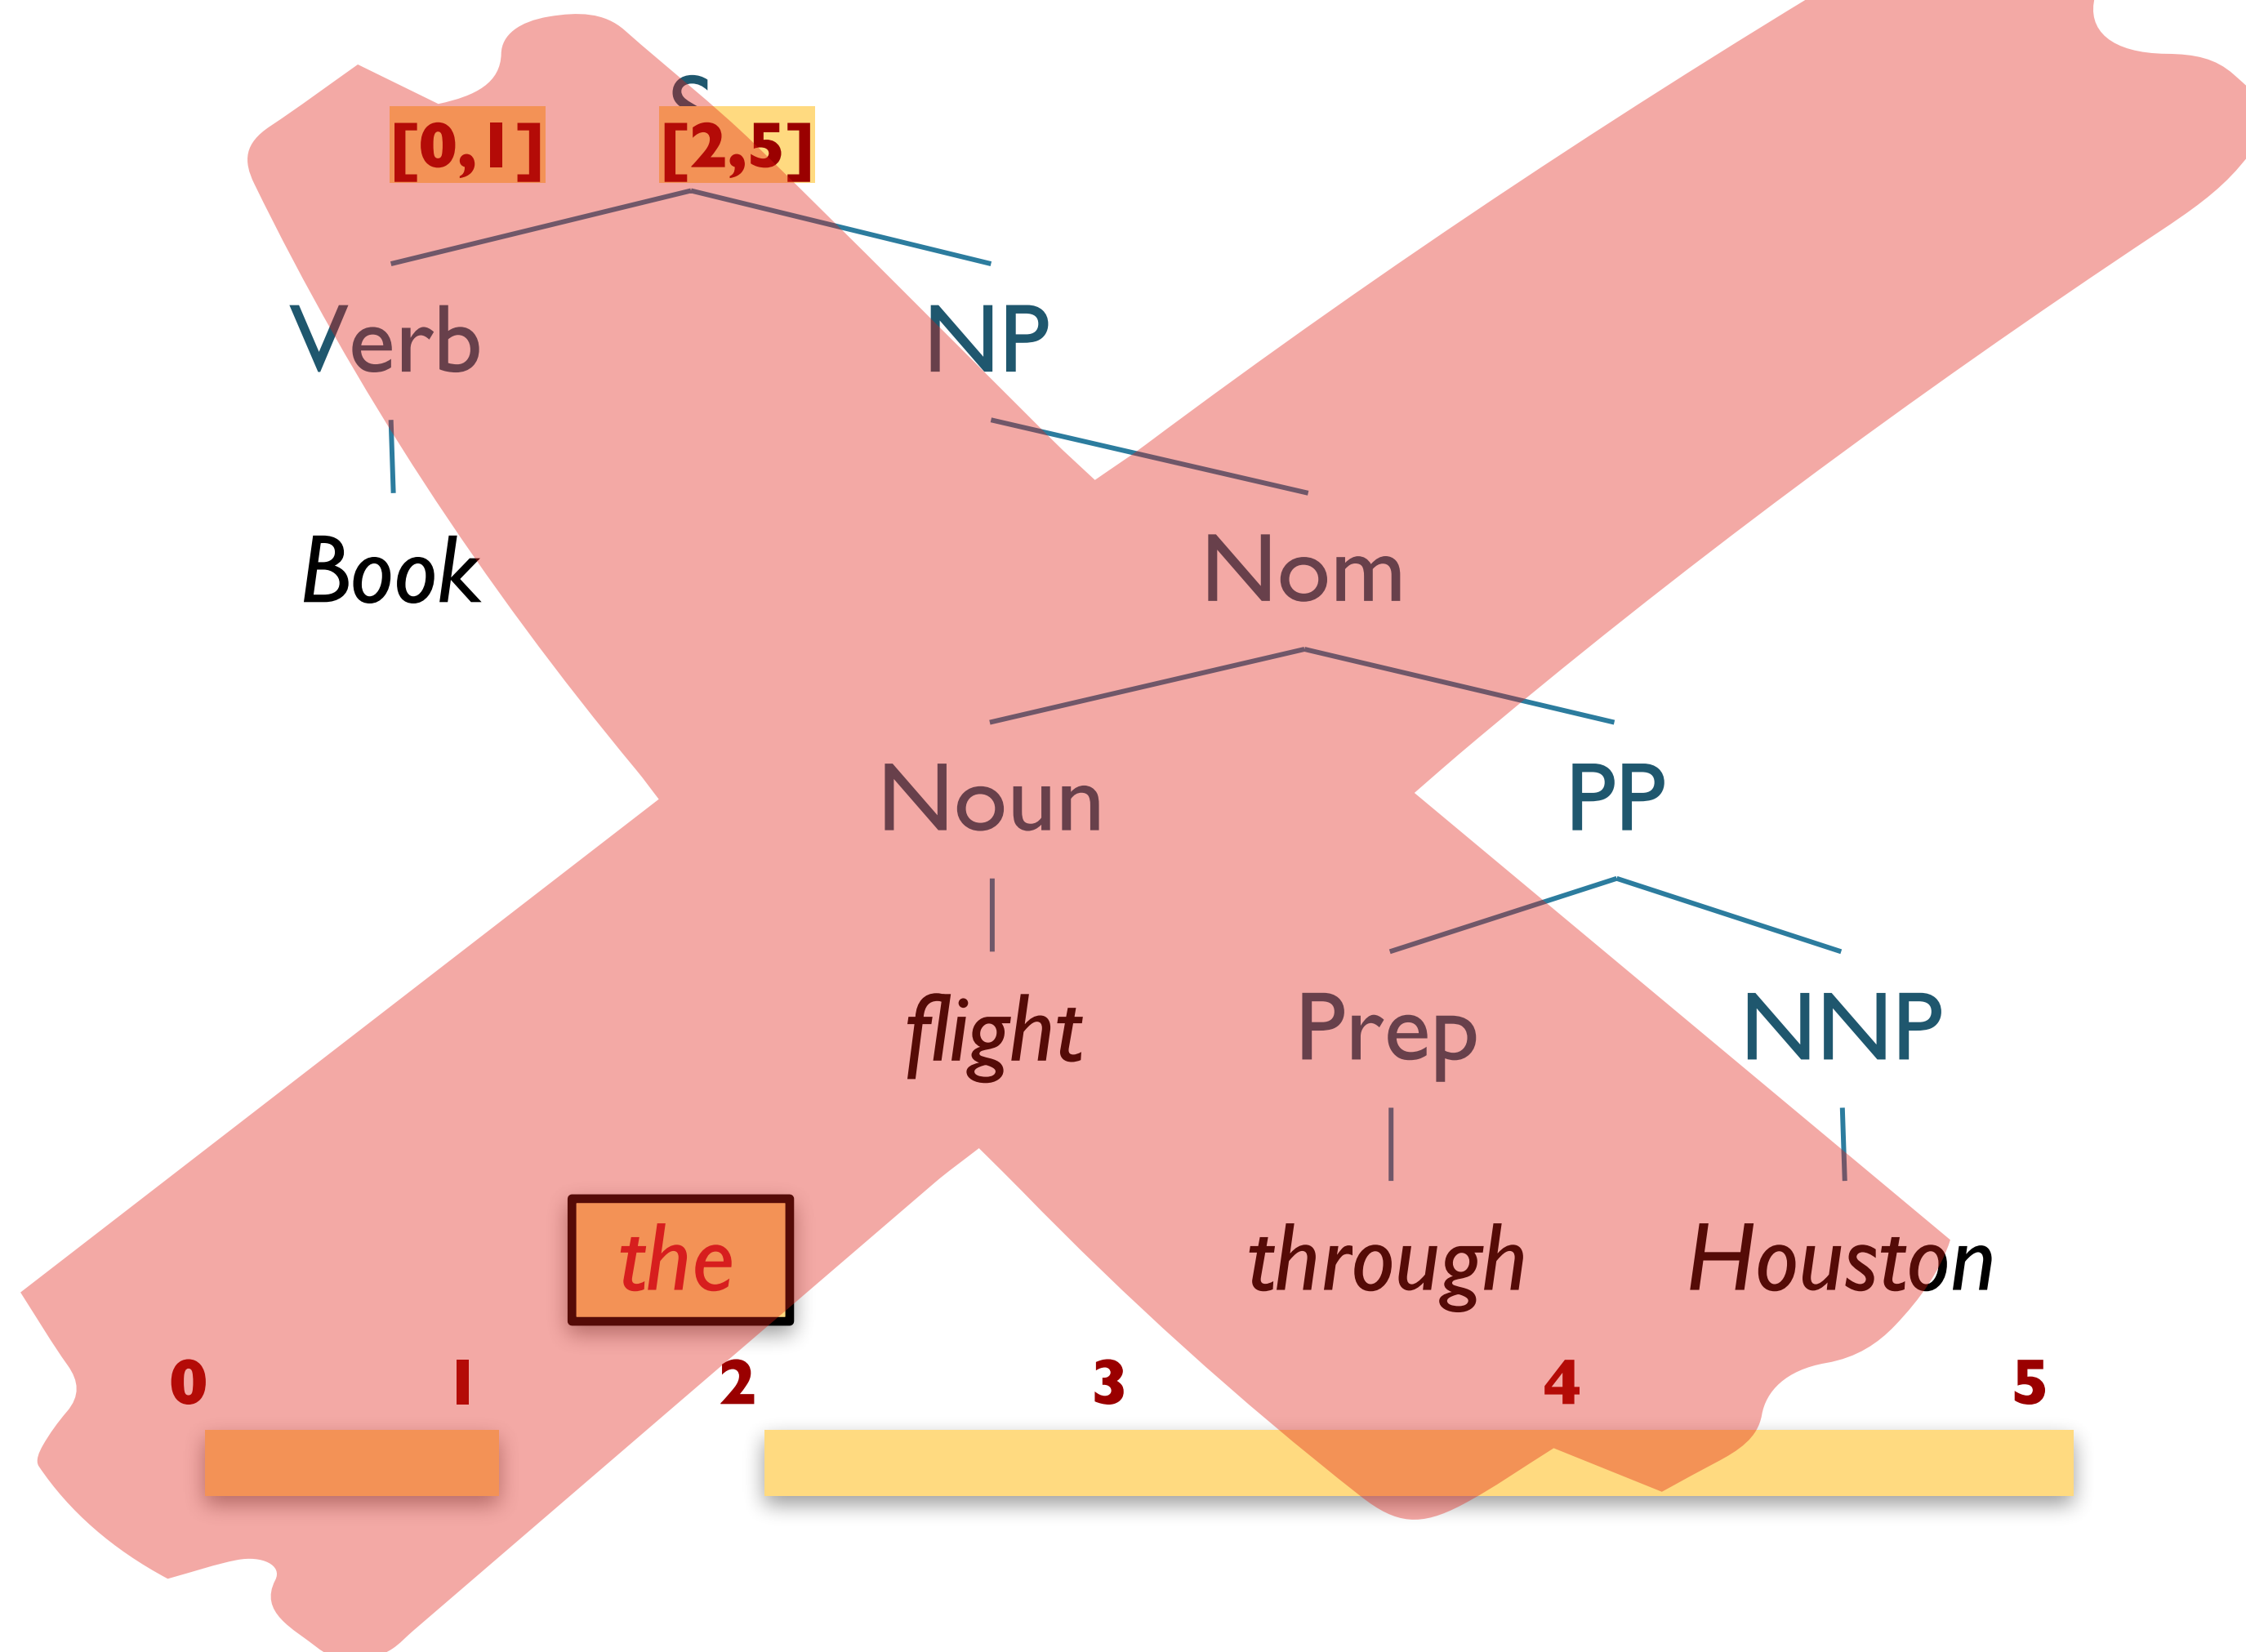 S
[0,1] [2,5]
Verb NP
Book Nom
Noun PP
flight Prep NNP
the through Houston
0 1 2 3 4 5